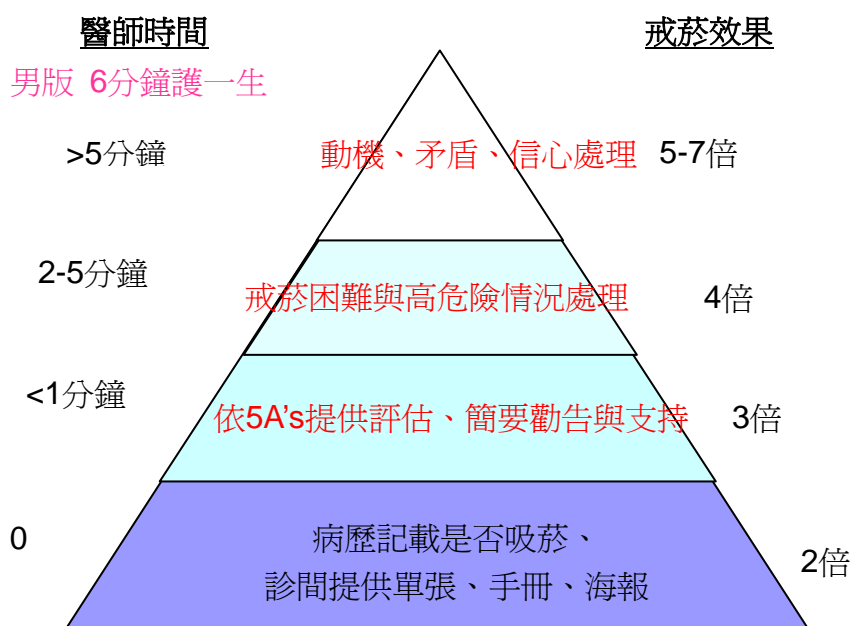 醫師時間
戒菸效果
男版 6分鐘護一生
>5分鐘
動機、矛盾、信心處理
5-7倍
2-5分鐘
戒菸困難與高危險情況處理
4倍
<1分鐘
依5A's提供評估、簡要勸告與支持
3倍
0
病歷記載是否吸菸、
診間提供單張、手冊、海報
2倍